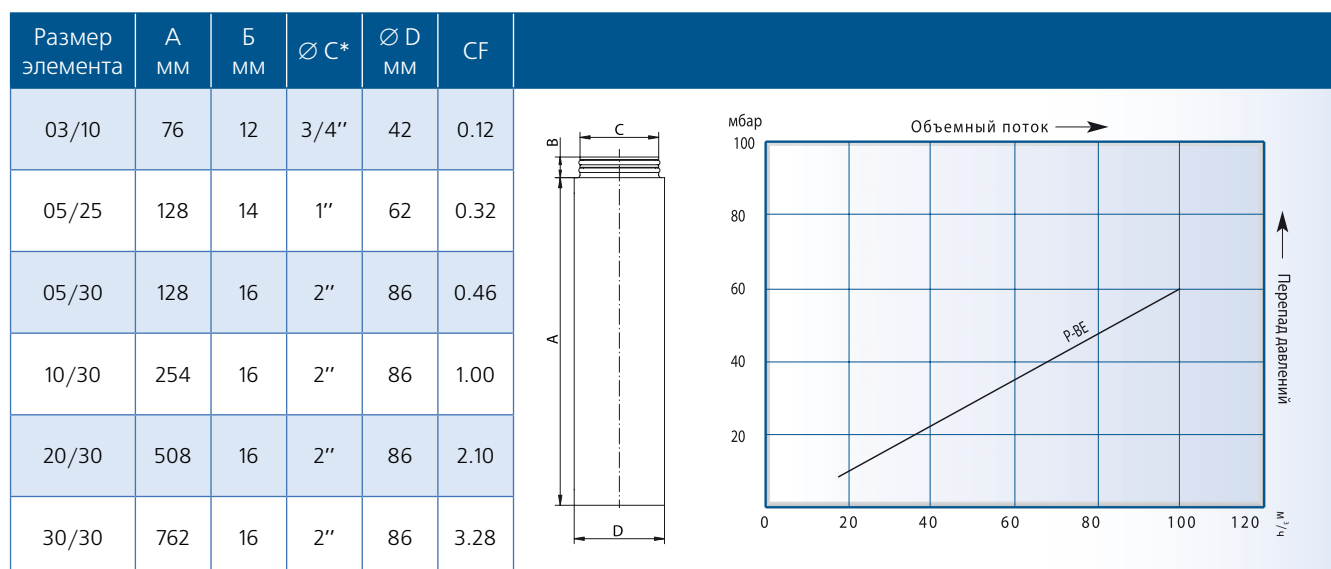 Размер элемента A мм Б мм ∅ C* ∅ D мм CF
03/10 76 12 3/4'' 42 0.12
05/25 128 14 1'' 62 0.32
05/30 128 16 2'' 86 0.46
10/30 254 16 2'' 86 1.00
20/30 508 16 2'' 86 2.10
30/30 762 16 2'' 86 3.28
C
B
A
D
мбар
Объемный поток
100
80
60
40
20
P-BE
Перепад давлений
0 20 40 60 80 100 120
м³/ч